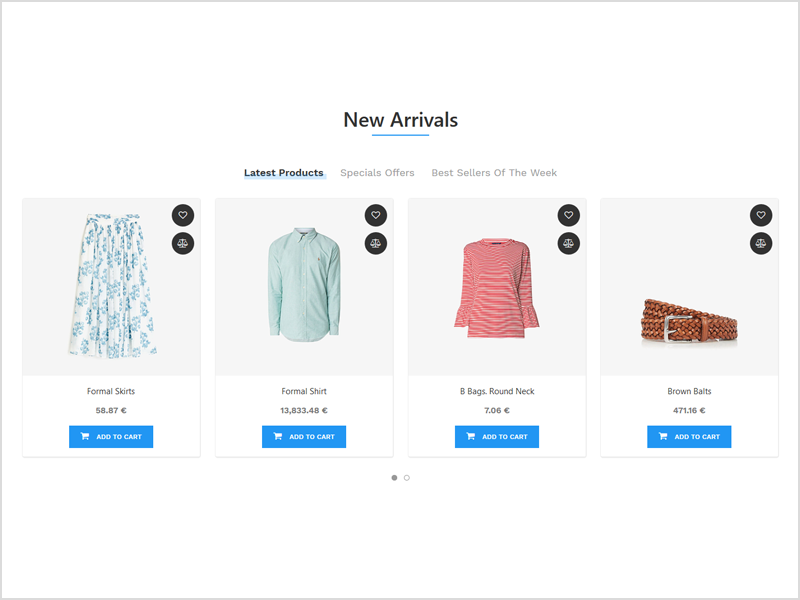 New Arrivals
Latest Products Specials Offers Best Sellers Of The Week
Formal Skirts
58.87 €
ADD TO CART
Formal Shirt
13,833.48 €
ADD TO CART
B Bags. Round Neck
7.06 €
ADD TO CART
Brown Balts
471.16 €
ADD TO CART